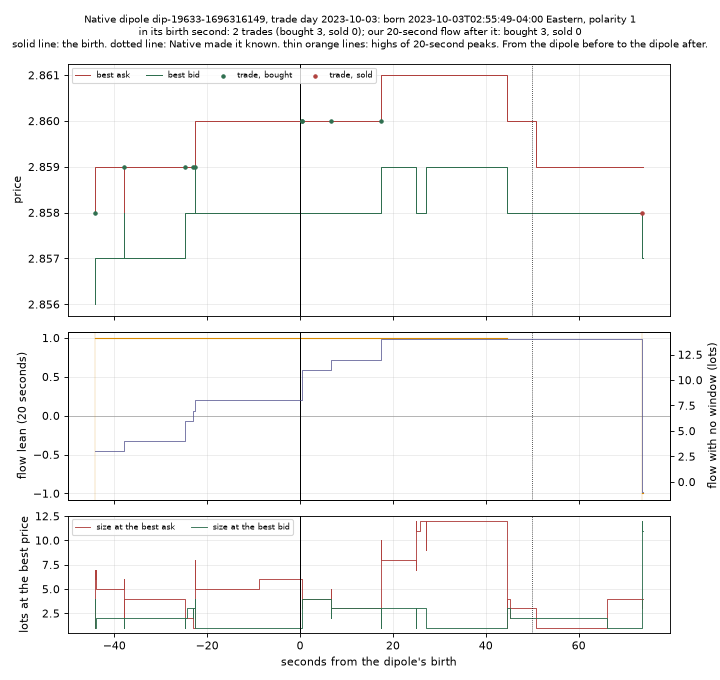 Native dipole dip-19633-1696316149, trade day 2023-10-03: born 2023-10-03T02:55:49-04:00 Eastern, polarity 1
in its birth second: 2 trades (bought 3, sold 0); our 20-second flow after it: bought 3, sold 0
solid line: the birth. dotted line: Native made it known. thin orange lines: highs of 20-second peaks. From the dipole before to the dipole after.
best ask
best bid
trade, bought
trade, sold
2.861
2.860
2.859
2.858
2.857
2.856
price
1.0
0.5
0.0
−0.5
−1.0
flow lean (20 seconds)
12.5
10.0
7.5
5.0
2.5
0.0
flow with no window (lots)
size at the best ask
size at the best bid
12.5
10.0
7.5
5.0
2.5
lots at the best price
−40
−20
0
20
40
60
seconds from the dipole's birth